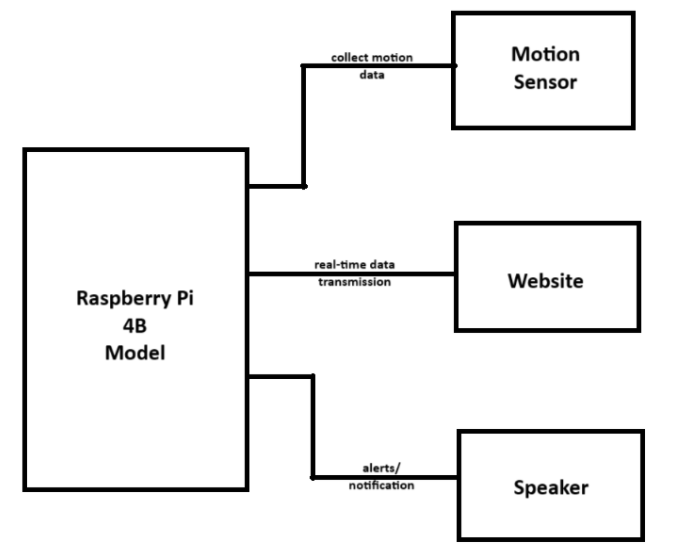 collect motion
data
Motion
Sensor
real-time data
transmission
Website
Raspberry Pi
4B
Model
alerts/
notification
Speaker